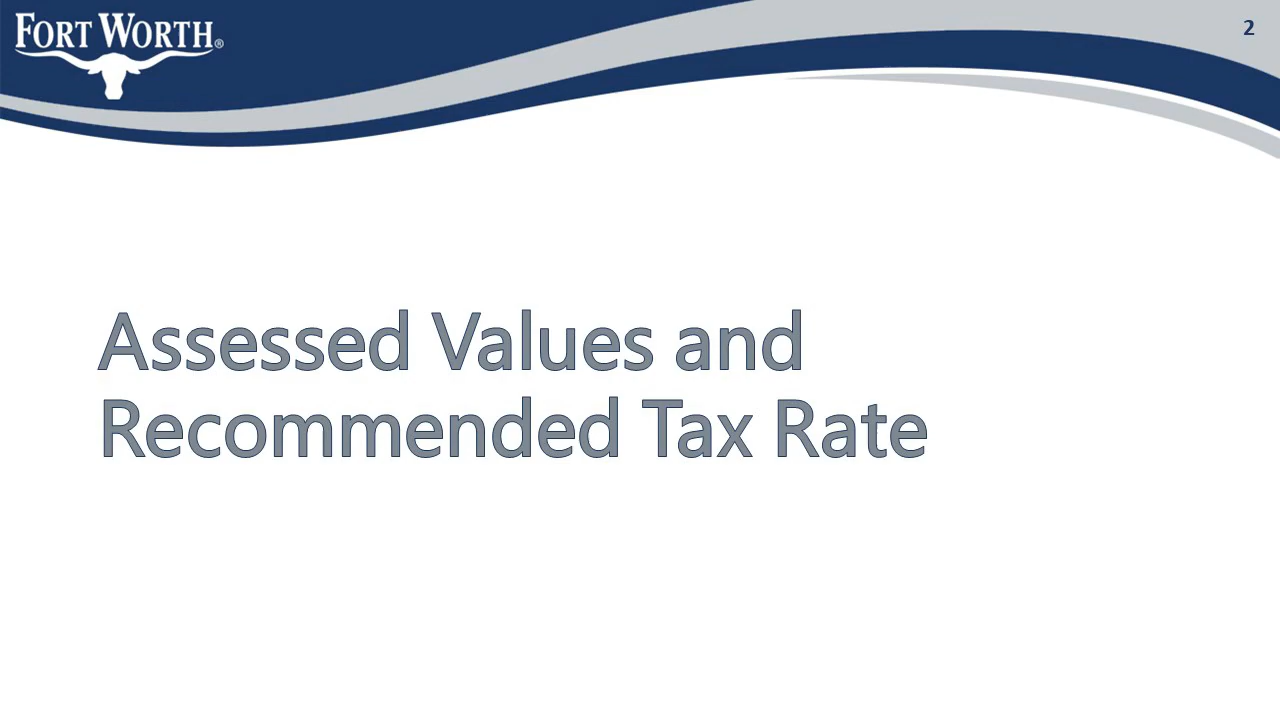 FORT WORTH®
2
Assessed Values and
Recommended Tax Rate